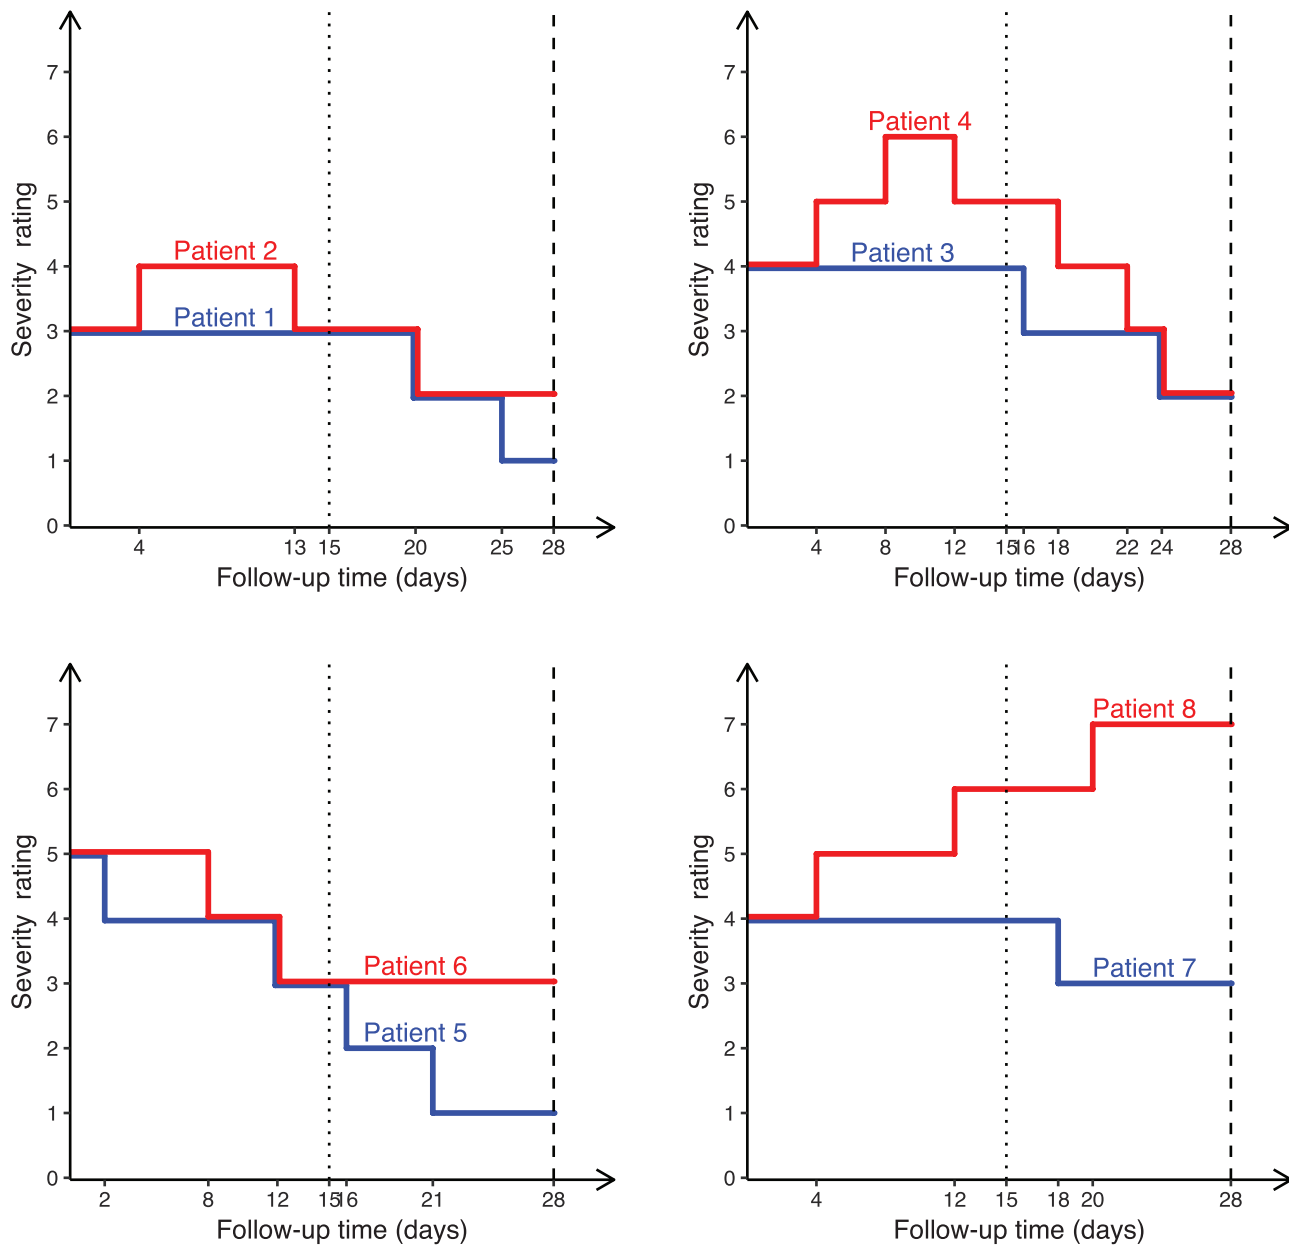 7
6
5
4
3
2
1
0
Severity rating
Patient 2
Patient 1
4 13 15 20 25 28
Follow-up time (days)
7
6
5
4
3
2
1
0
Severity rating
Patient 4
Patient 3
4 8 12 15 16 18 22 24 28
Follow-up time (days)
7
6
5
4
3
2
1
0
Severity rating
Patient 6
Patient 5
2 8 12 15 16 21 28
Follow-up time (days)
7
6
5
4
3
2
1
0
Severity rating
Patient 8
Patient 7
4 12 15 18 20 28
Follow-up time (days)